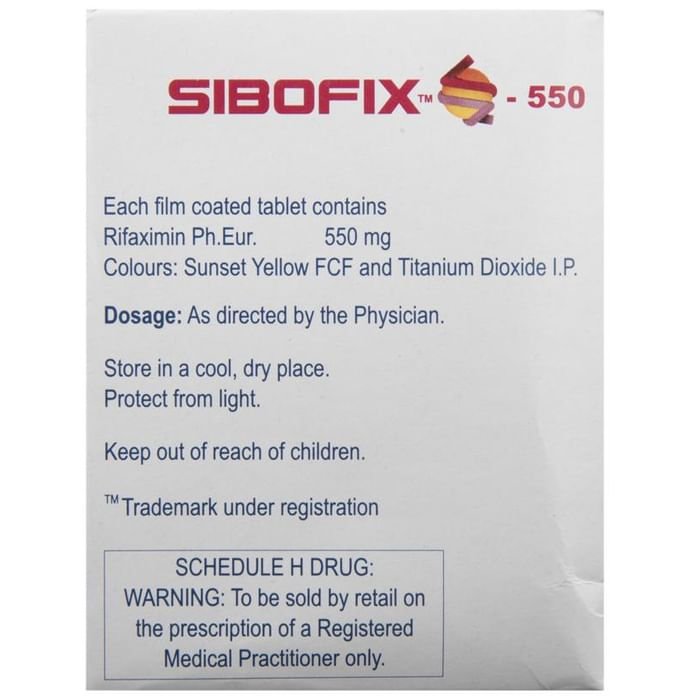 SIBOFIX™ - 550
Each film coated tablet contains
Rifaximin Ph.Eur. 550 mg
Colours: Sunset Yellow FCF and Titanium Dioxide I.P.
Dosage: As directed by the Physician.
Store in a cool, dry place.
Protect from light.
Keep out of reach of children.
™Trademark under registration
SCHEDULE H DRUG:
WARNING: To be sold by retail on
the prescription of a Registered
Medical Practitioner only.